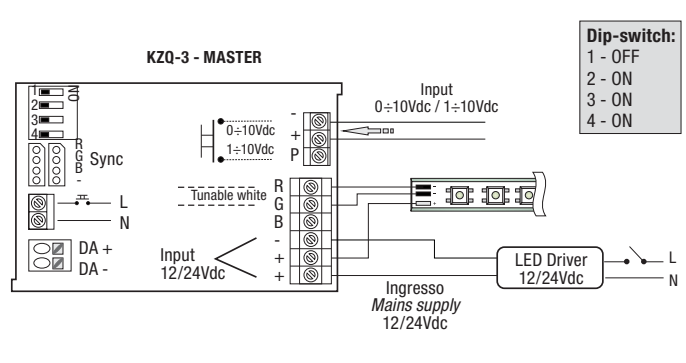 KZQ-3 - MASTER
Dip-switch:
1 - OFF
2 - ON
3 - ON
4 - ON
1
2
3
4
ON
R
G
B
-
Sync
0÷10Vdc
1÷10Vdc
-
+
P
Input
0÷10Vdc / 1÷10Vdc
Tunable white
R
G
B
-
+
+
L
N
DA +
DA -
Input
12/24Vdc
-
-
+
Ingresso
Mains supply
12/24Vdc
LED Driver
12/24Vdc
L
N